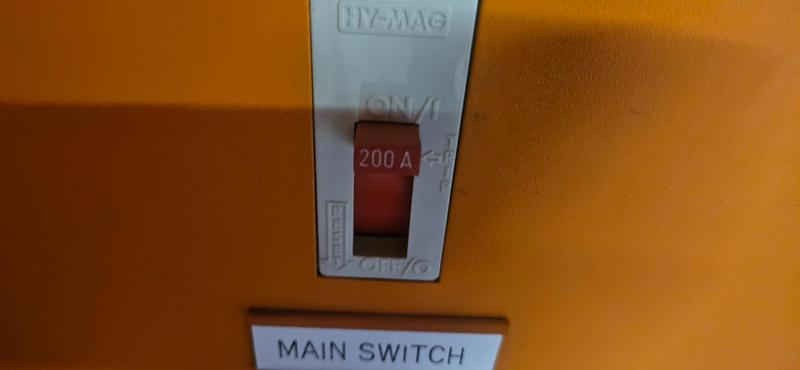 HY-MAG
ON/I
200 A
TRIP
RESET
OFF/O
MAIN SWITCH